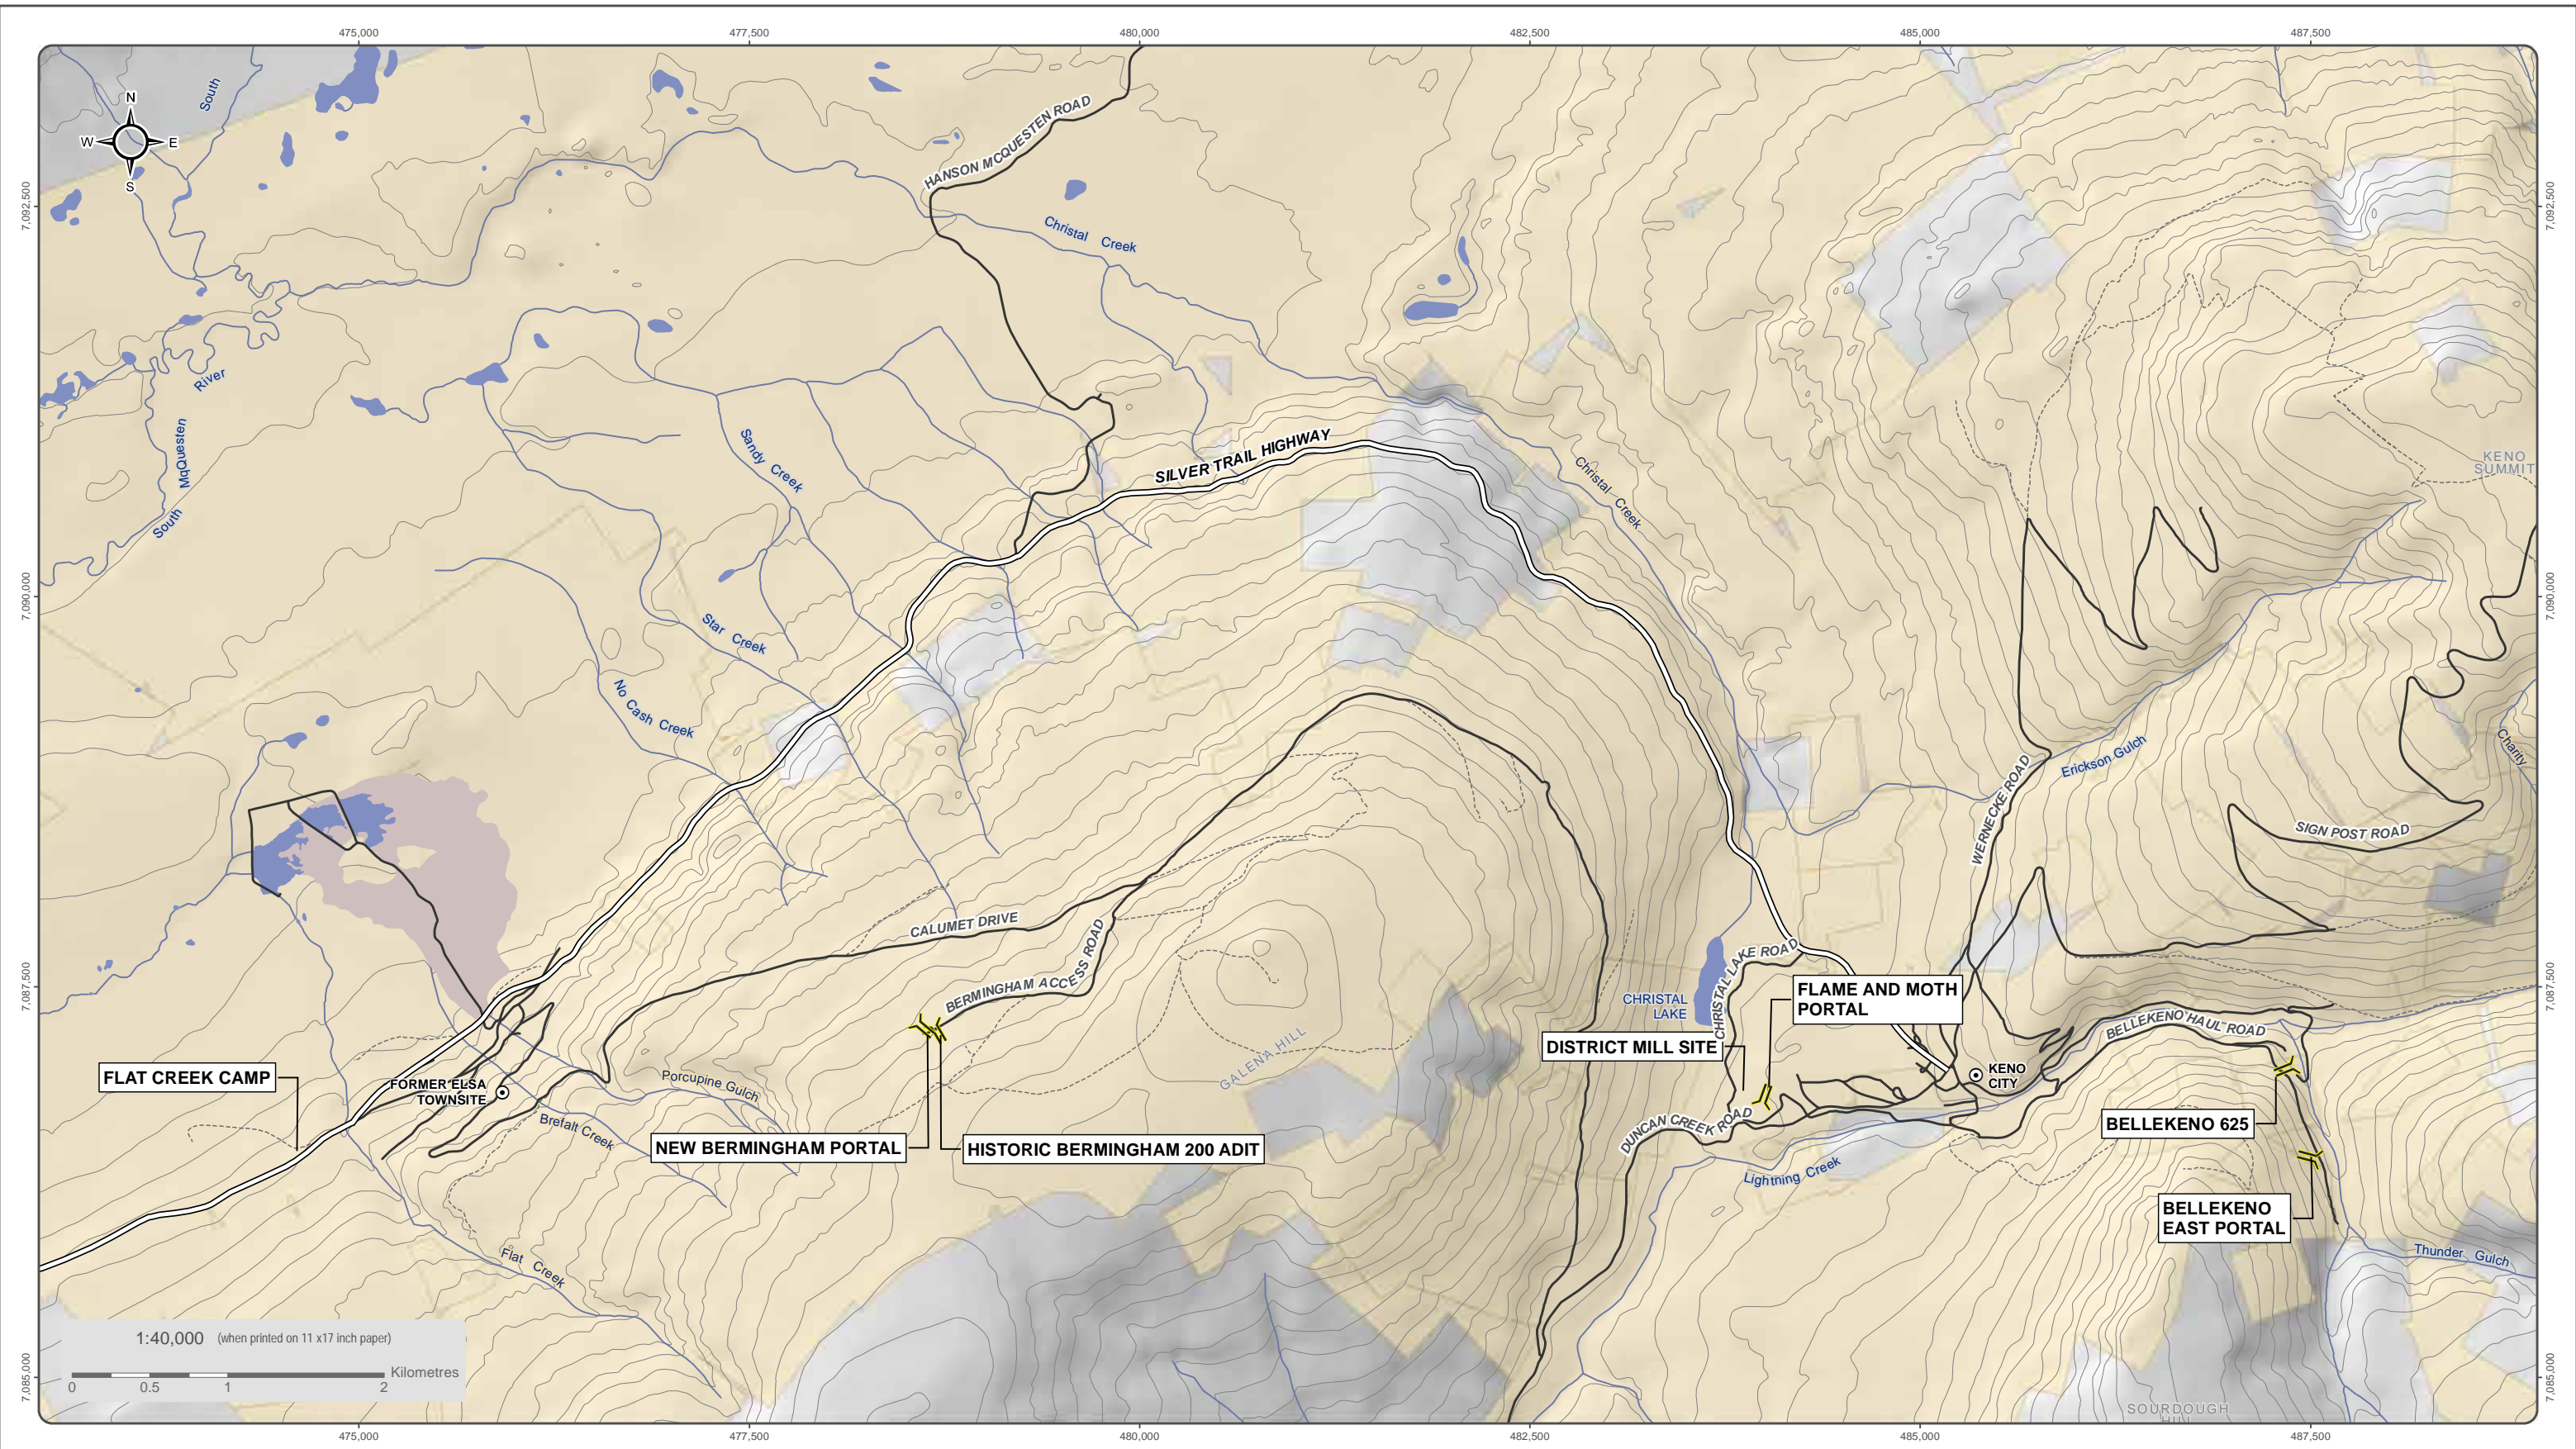 475,000
477,500
480,000
482,500
485,000
487,500
South
N
W E
S
HANSON MCQUESTEN ROAD
7,092,500
7,092,500
Christal Creek
River
McQuesten
South
Sandy Creek
SILVER TRAIL HIGHWAY
Christal Creek
KENO
SUMMIT
7,090,000
7,090,000
Star Creek
No Cash Creek
Charity
Erickson Gulch
WERNECKE ROAD
SIGN POST ROAD
CALUMET DRIVE
BERMINGHAM ACCESS ROAD
CHRISTAL LAKE ROAD
7,087,500
7,087,500
CHRISTAL
LAKE
FLAME AND MOTH
PORTAL
BELLEKENO HAUL ROAD
DISTRICT MILL SITE
GALENA HILL
FLAT CREEK CAMP
FORMER ELSA
TOWNSITE
Porcupine Gulch
KENO
CITY
Brefalt Creek
DUNCAN CREEK ROAD
BELLEKENO 625
NEW BERMINGHAM PORTAL
HISTORIC BERMINGHAM 200 ADIT
Lightning Creek
BELLEKENO
EAST PORTAL
Flat Creek
Thunder Gulch
1:40,000 (when printed on 11 x17 inch paper)
Kilometres
0 0.5 1 2
7,085,000
7,085,000
SOURDOUGH
HILL
475,000
477,500
480,000
482,500
485,000
487,500